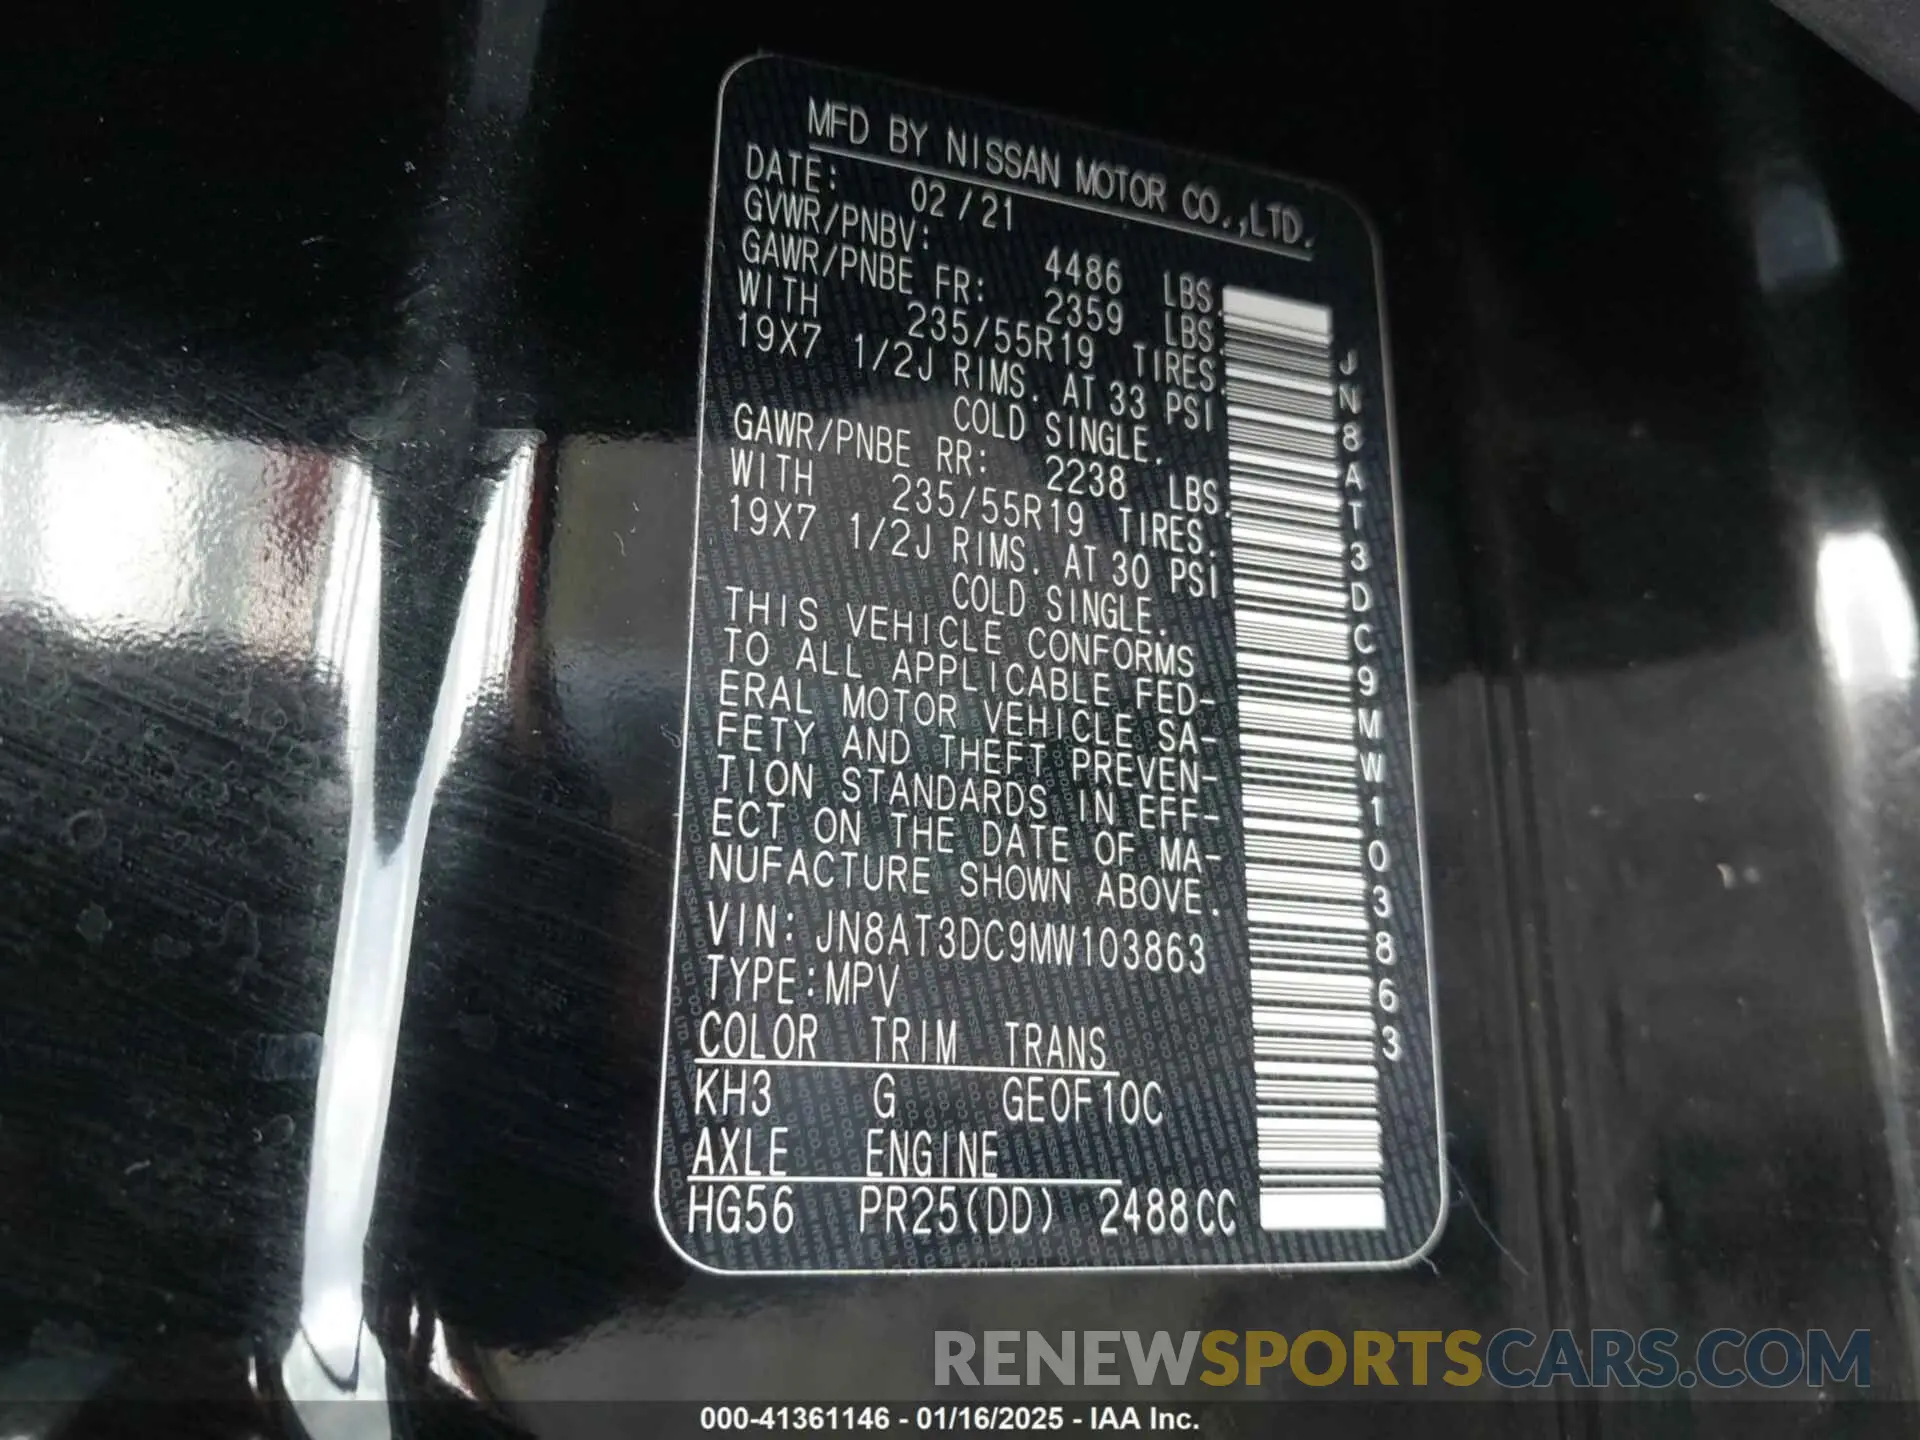 MFD BY NISSAN MOTOR CO.,LTD.
DATE: 02/21
GVWR/PNBV: 4486 LBS.
GAWR/PNBE FR: 2359 LBS.
WITH 235/55R19 TIRES.
19X7 1/2J RIMS. AT 33 PSI
COLD SINGLE.
GAWR/PNBE RR: 2238 LBS.
WITH 235/55R19 TIRES.
19X7 1/2J RIMS. AT 30 PSI
COLD SINGLE.
THIS VEHICLE CONFORMS
TO ALL APPLICABLE FED-
ERAL MOTOR VEHICLE SA-
FETY AND THEFT PREVEN-
TION STANDARDS IN EFF-
ECT ON THE DATE OF MA-
NUFACTURE SHOWN ABOVE.
VIN: JN8AT3DC9MW103863
TYPE:MPV
COLOR TRIM TRANS
KH3 G GE0F10C
AXLE ENGINE
HG56 PR25(DD) 2488CC
JN8AT3DC9MW103863
RENEWSPORTSCARS.COM
000-41361146 - 01/16/2025 - IAA Inc.